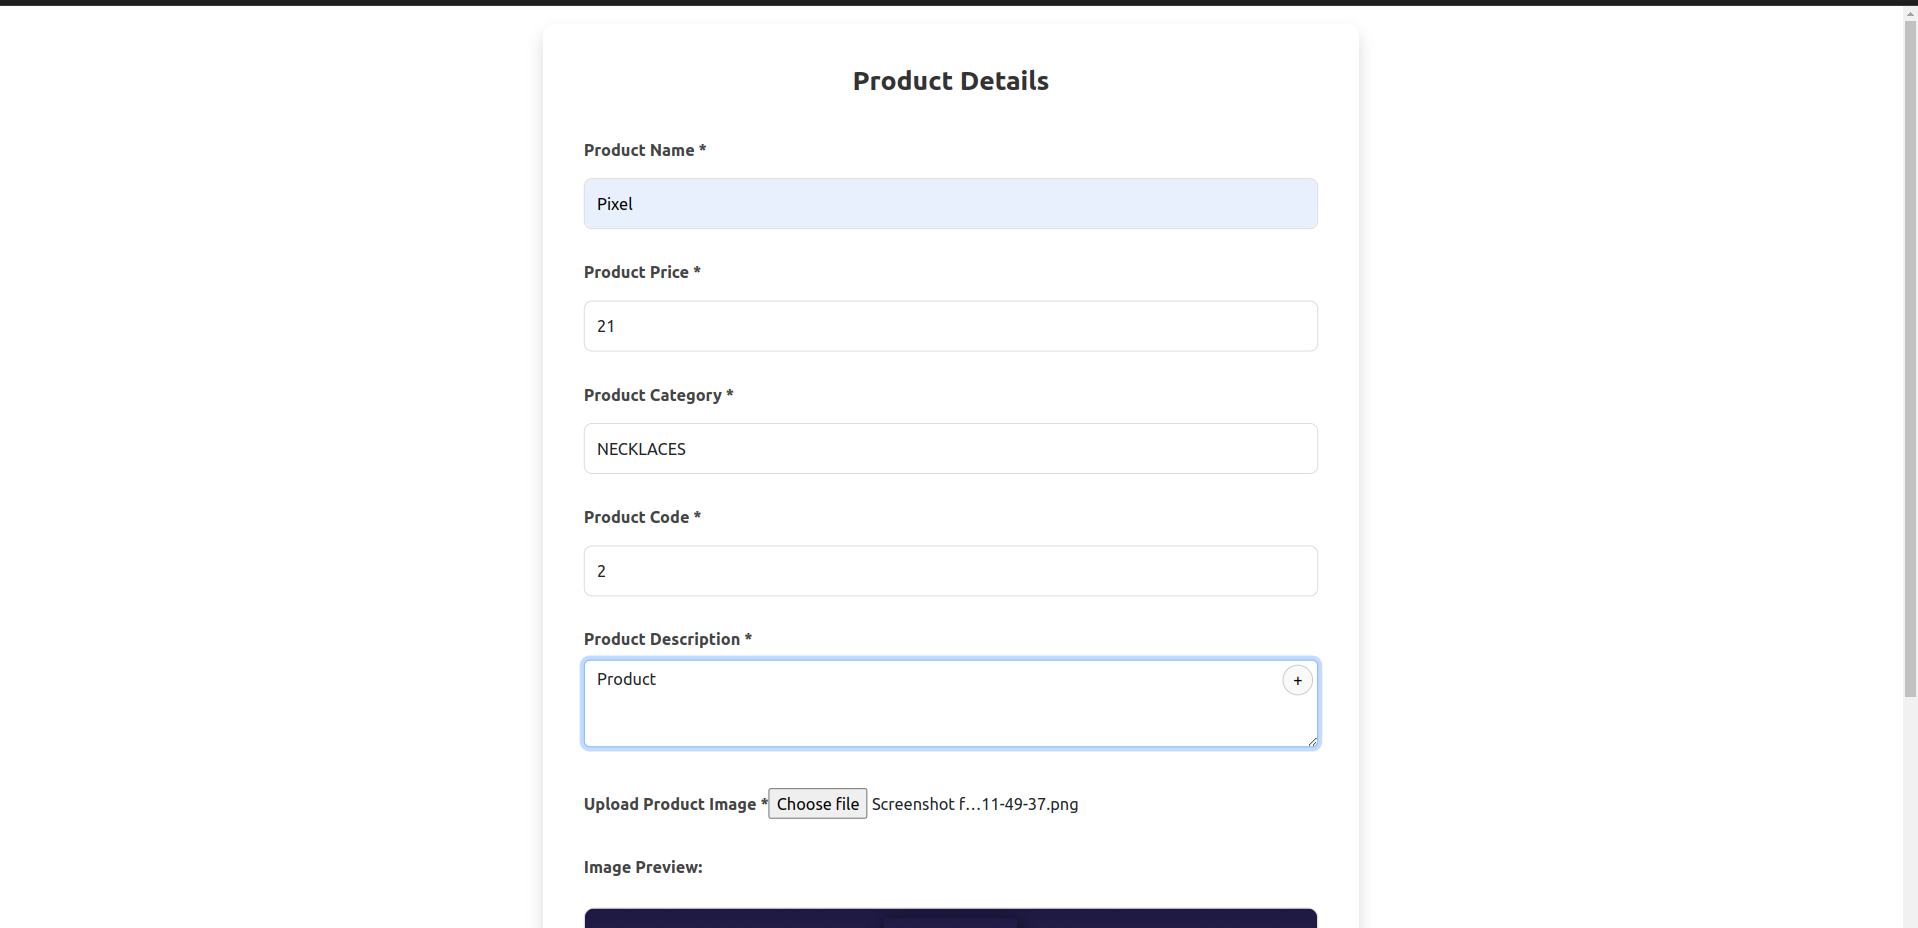 Product Details
Product Name *
Pixel
Product Price *
21
Product Category *
NECKLACES
Product Code *
2
Product Description *
Product
+
Upload Product Image * Choose file Screenshot f...11-49-37.png
Image Preview: